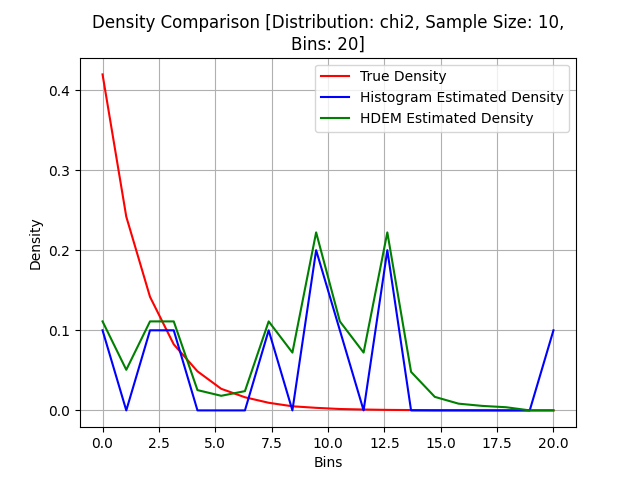 Density Comparison [Distribution: chi2, Sample Size: 10,
Bins: 20]
True Density
Histogram Estimated Density
HDEM Estimated Density
Density
0.4
0.3
0.2
0.1
0.0
0.0 2.5 5.0 7.5 10.0 12.5 15.0 17.5 20.0
Bins